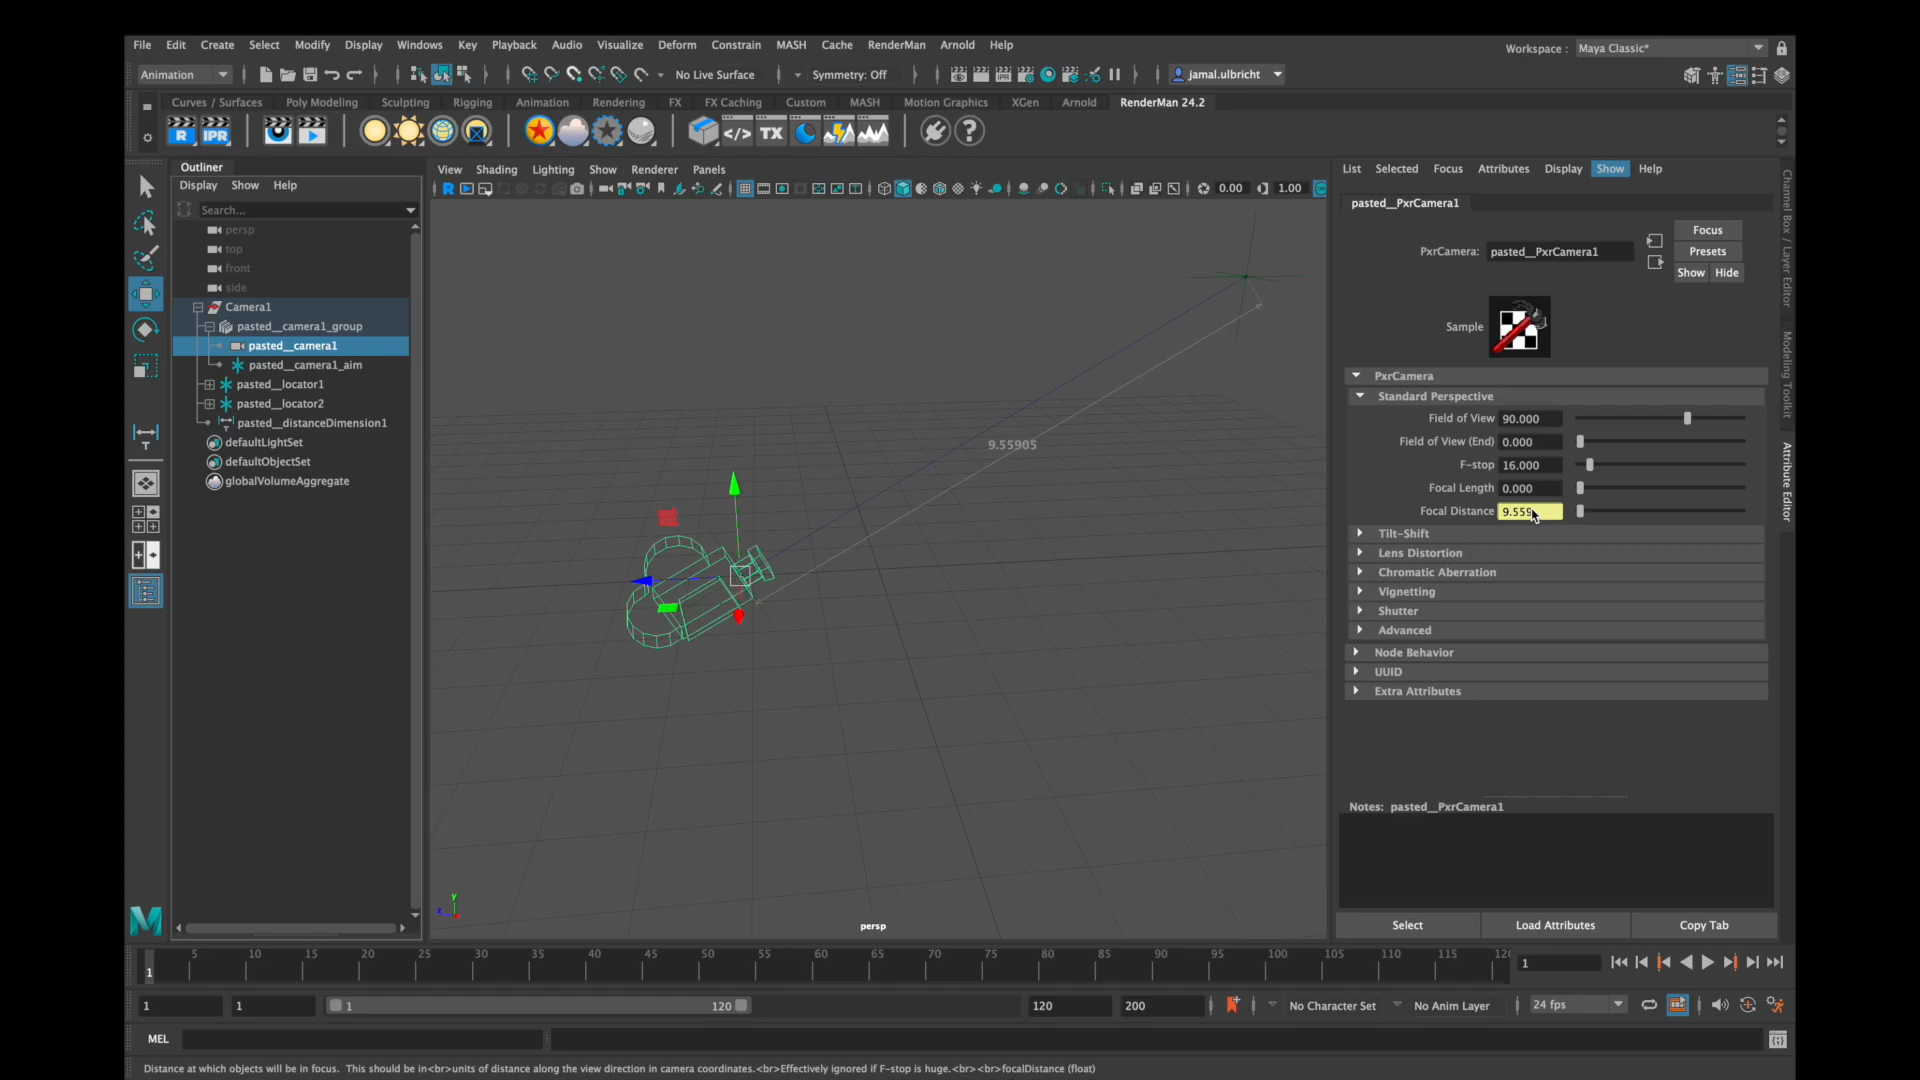 File Edit Create Select Modify Display Windows Key Playback Audio Visualize Deform Constrain MASH Cache RenderMan Arnold Help
Workspace : Maya Classic*
Animation No Live Surface Symmetry: Off jamal.ulbricht
Curves / Surfaces Poly Modeling Sculpting Rigging Animation Rendering FX FX Caching Custom MASH Motion Graphics XGen Arnold RenderMan 24.2
R IPR </> TX ?
Outliner
Display Show Help
Search...
persp
top
front
side
Camera1
pasted__camera1_group
pasted__camera1
pasted__camera1_aim
pasted__locator1
pasted__locator2
pasted__distanceDimension1
defaultLightSet
defaultObjectSet
globalVolumeAggregate
View Shading Lighting Show Renderer Panels
0.00 1.00
9.55905
persp
y
z
List Selected Focus Attributes Display Show Help
pasted__PxrCamera1
PxrCamera: pasted__PxrCamera1
Focus
Presets
Show Hide
Sample
PxrCamera
Standard Perspective
Field of View 90.000
Field of View (End) 0.000
F-stop 16.000
Focal Length 0.000
Focal Distance 9.559
Tilt-Shift
Lens Distortion
Chromatic Aberration
Vignetting
Shutter
Advanced
Node Behavior
UUID
Extra Attributes
Notes: pasted__PxrCamera1
Select Load Attributes Copy Tab
Channel Box / Layer Editor
Modeling Toolkit
Attribute Editor
1 5 10 15 20 25 30 35 40 45 50 55 60 65 70 75 80 85 90 95 100 105 110 115 1
1 1 1 120 120 200 No Character Set No Anim Layer 24 fps
MEL
Distance at which objects will be in focus. This should be in<br>units of distance along the view direction in camera coordinates.<br>Effectively ignored if F-stop is huge.<br> <br>focalDistance (float)